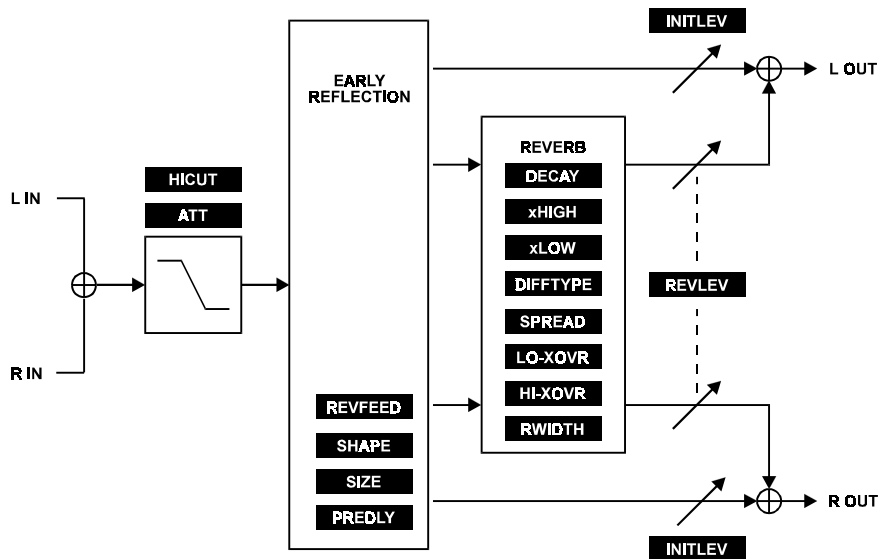 INITLEV
L OUT
EARLY
REFLECTION
REVERB
DECAY
xHIGH
xLOW
DIFFTYPE
SPREAD
LO-XOVR
HI-XOVR
RWIDTH
HICUT
ATT
L IN
R IN
REVLEV
REVFEED
SHAPE
SIZE
PREDLY
R OUT
INITLEV